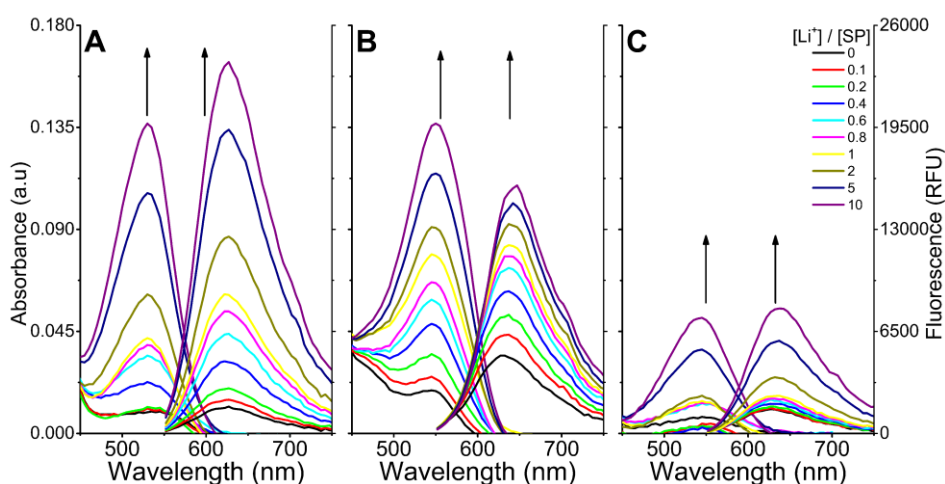 A
B
C
[Li+] / [SP]
0
0.1
0.2
0.4
0.6
0.8
1
2
5
10
0.180
0.135
0.090
0.045
0.000
Absorbance (a.u)
26000
19500
13000
6500
0
Fluorescence (RFU)
500 600 700
500 600 700
500 600 700
Wavelength (nm)
Wavelength (nm)
Wavelength (nm)